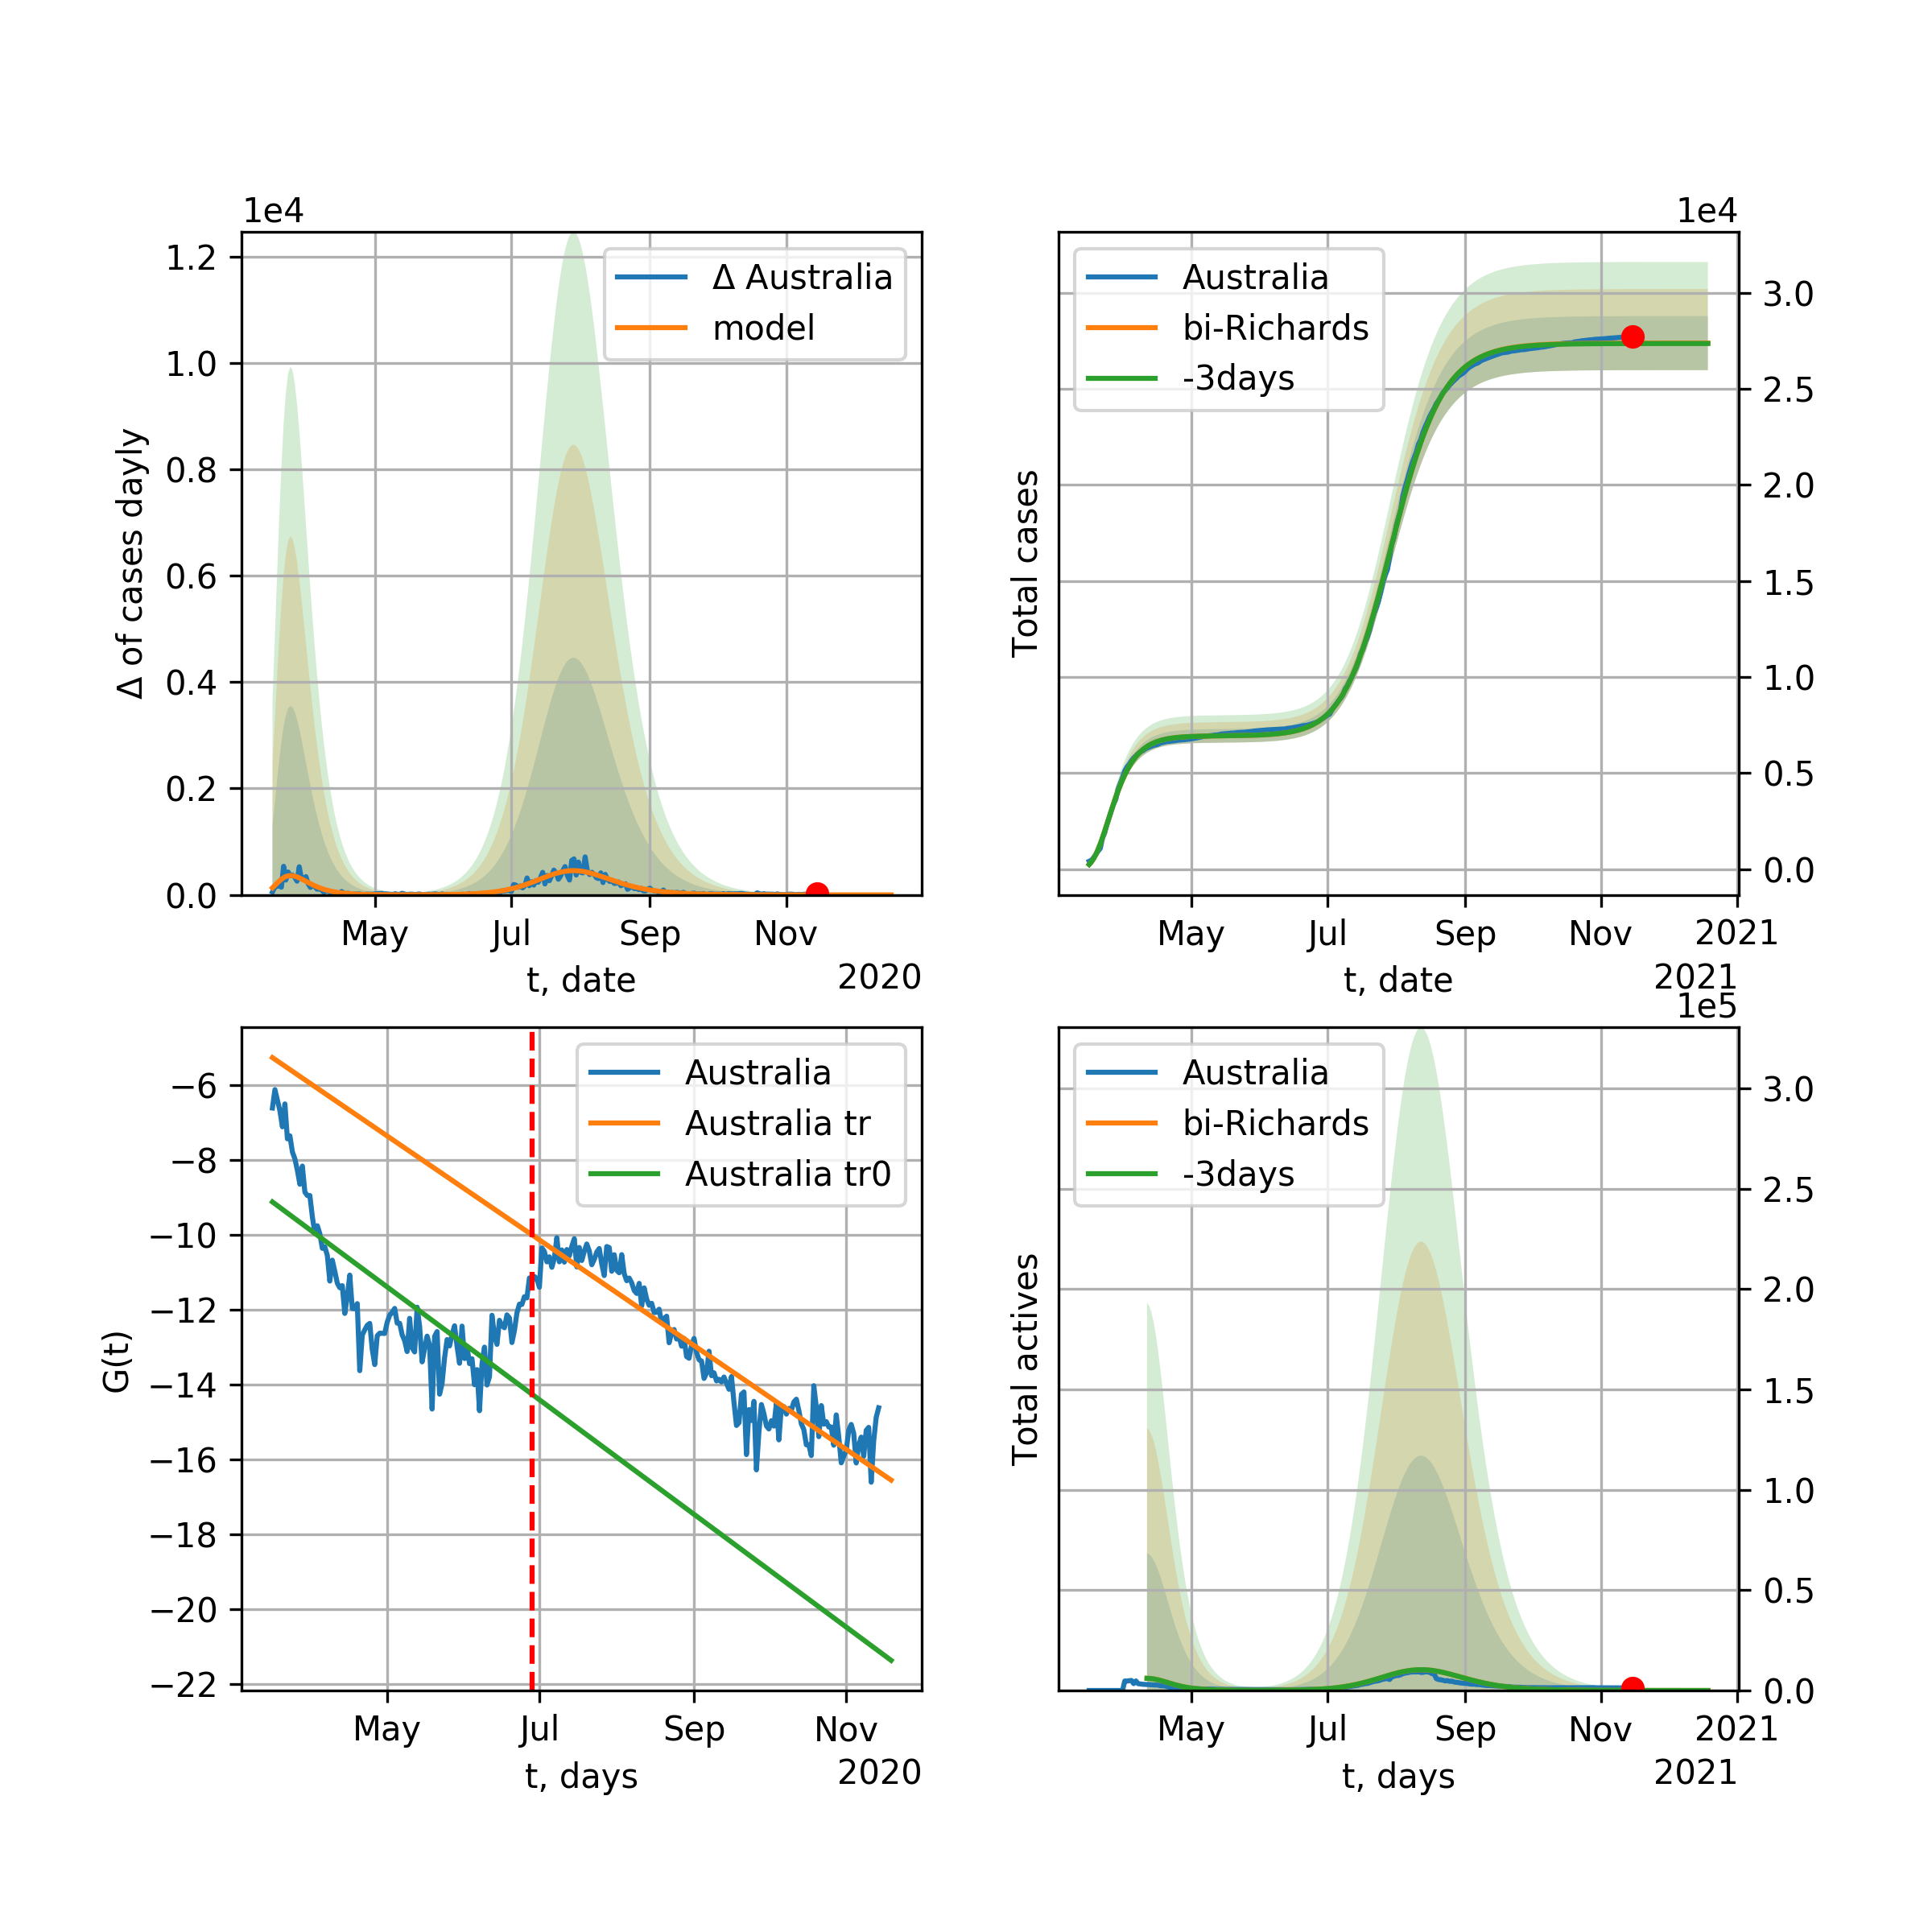 1e4
1.2
1.0
0.8
0.6
0.4
0.2
0.0
Δ of cases dayly
Δ Australia
model
May Jul Sep Nov
t, date
2020
1e4
Australia
bi-Richards
-3days
3.0
2.5
2.0
1.5
1.0
0.5
0.0
Total cases
May Jul Sep Nov 2021
t, date
2021
−6
−8
−10
−12
−14
−16
−18
−20
−22
G(t)
Australia
Australia tr
Australia tr0
May Jul Sep Nov
t, days
2020
1e5
Australia
bi-Richards
-3days
3.0
2.5
2.0
1.5
1.0
0.5
0.0
Total actives
May Jul Sep Nov 2021
t, days
2021